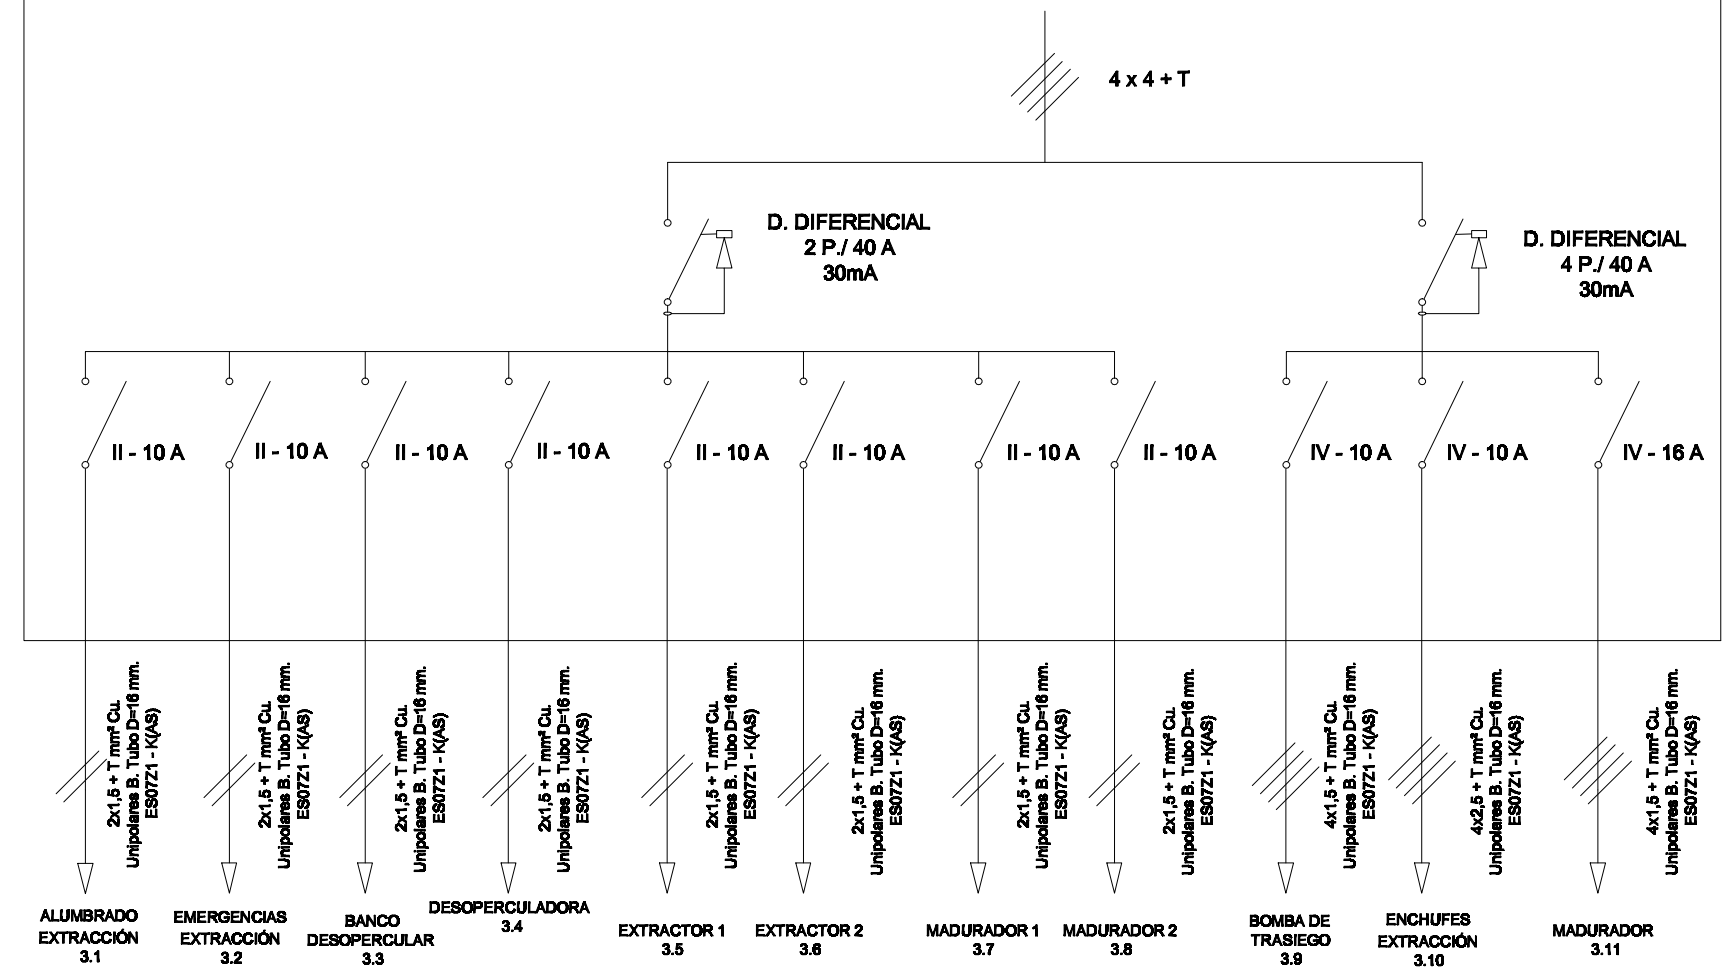 4 x 4 + T
D. DIFERENCIAL
2 P./ 40 A
30mA
D. DIFERENCIAL
4 P./ 40 A
30mA
II - 10 A
II - 10 A
II - 10 A
II - 10 A
II - 10 A
II - 10 A
II - 10 A
II - 10 A
IV - 10 A
IV - 10 A
IV - 16 A
2x1,5 + T mm² Cu.
Unipolares B. Tubo D=16 mm.
ES07Z1 - K(AS)
2x1,5 + T mm² Cu.
Unipolares B. Tubo D=16 mm.
ES07Z1 - K(AS)
2x1,5 + T mm² Cu.
Unipolares B. Tubo D=16 mm.
ES07Z1 - K(AS)
2x1,5 + T mm² Cu.
Unipolares B. Tubo D=16 mm.
ES07Z1 - K(AS)
2x1,5 + T mm² Cu.
Unipolares B. Tubo D=16 mm.
ES07Z1 - K(AS)
2x1,5 + T mm² Cu.
Unipolares B. Tubo D=16 mm.
ES07Z1 - K(AS)
2x1,5 + T mm² Cu.
Unipolares B. Tubo D=16 mm.
ES07Z1 - K(AS)
2x1,5 + T mm² Cu.
Unipolares B. Tubo D=16 mm.
ES07Z1 - K(AS)
4x1,5 + T mm² Cu.
Unipolares B. Tubo D=16 mm.
ES07Z1 - K(AS)
4x2,5 + T mm² Cu.
Unipolares B. Tubo D=16 mm.
ES07Z1 - K(AS)
4x1,5 + T mm² Cu.
Unipolares B. Tubo D=16 mm.
ES07Z1 - K(AS)
ALUMBRADO
EXTRACCIÓN
3.1
EMERGENCIAS
EXTRACCIÓN
3.2
BANCO
DESOPERCULAR
3.3
DESOPERCULADORA
3.4
EXTRACTOR 1
3.5
EXTRACTOR 2
3.6
MADURADOR 1
3.7
MADURADOR 2
3.8
BOMBA DE
TRASIEGO
3.9
ENCHUFES
EXTRACCIÓN
3.10
MADURADOR
3.11